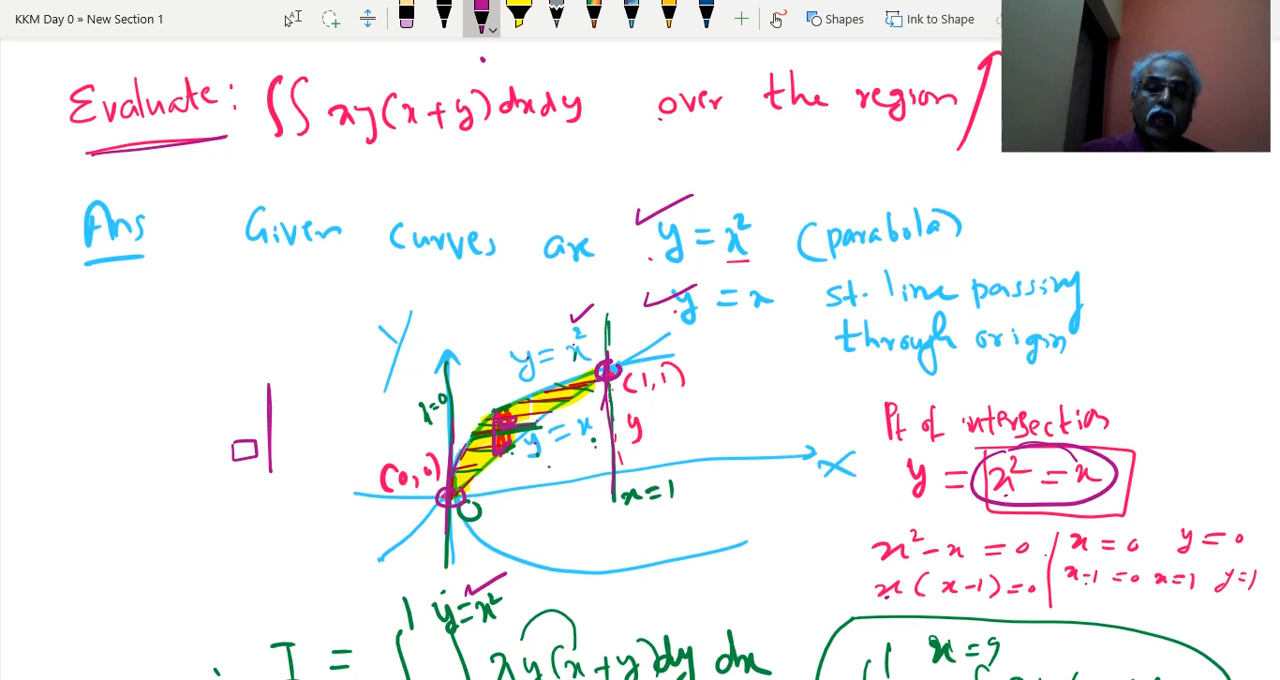 KKM Day 0 » New Section 1
Shapes
Ink to Shape
Evaluate: ∬ xy(x+y) dx dy over the region
Ans Given curves are y = x² (parabola)
y = x st. line passing through origin
Y
y = x²
(1,1)
x=0
y = x
y
(0,0)
O
x=1
X
Pt of intersection
y = x² = x
x² - x = 0 / x = 0 y = 0
x(x-1) = 0 / x-1=0 x=1 y=1
1 y=x²
∴ I = ∫ ∫ xy(x+y) dy dx
x=y